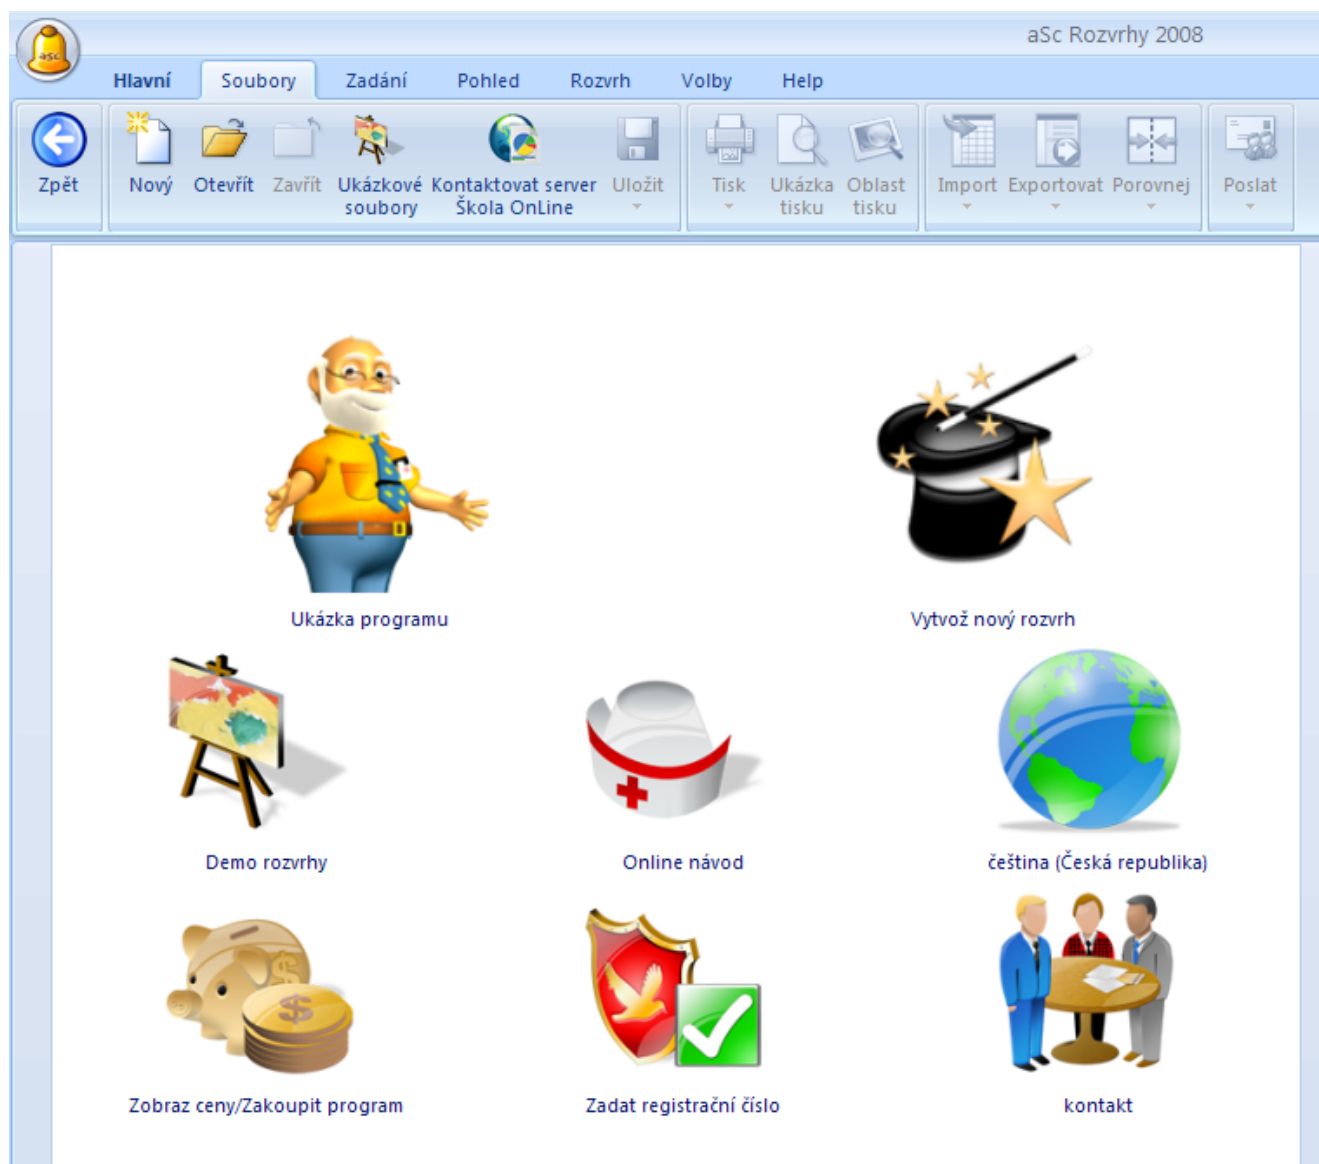 aSc Rozvrhy 2008
aSc
Hlavní Soubory Zadání Pohled Rozvrh Volby Help
Zpět Nový Otevřít Zavřít Ukázkové Kontaktovat server Uložit Tisk Ukázka Oblast Import Exportovat Porovnej Poslat
soubory Škola OnLine tisku tisku
Ukázka programu Vytvož nový rozvrh
Demo rozvrhy Online návod čeština (Česká republika)
Zobraz ceny/Zakoupit program Zadat registrační číslo kontakt